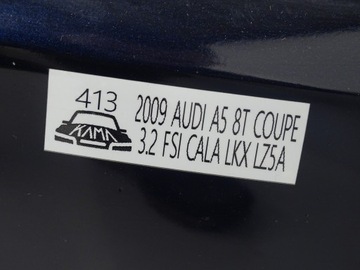 413
KAMA
2009 AUDI A5 8T COUPE
3.2 FSI CALA LKX LZ5A